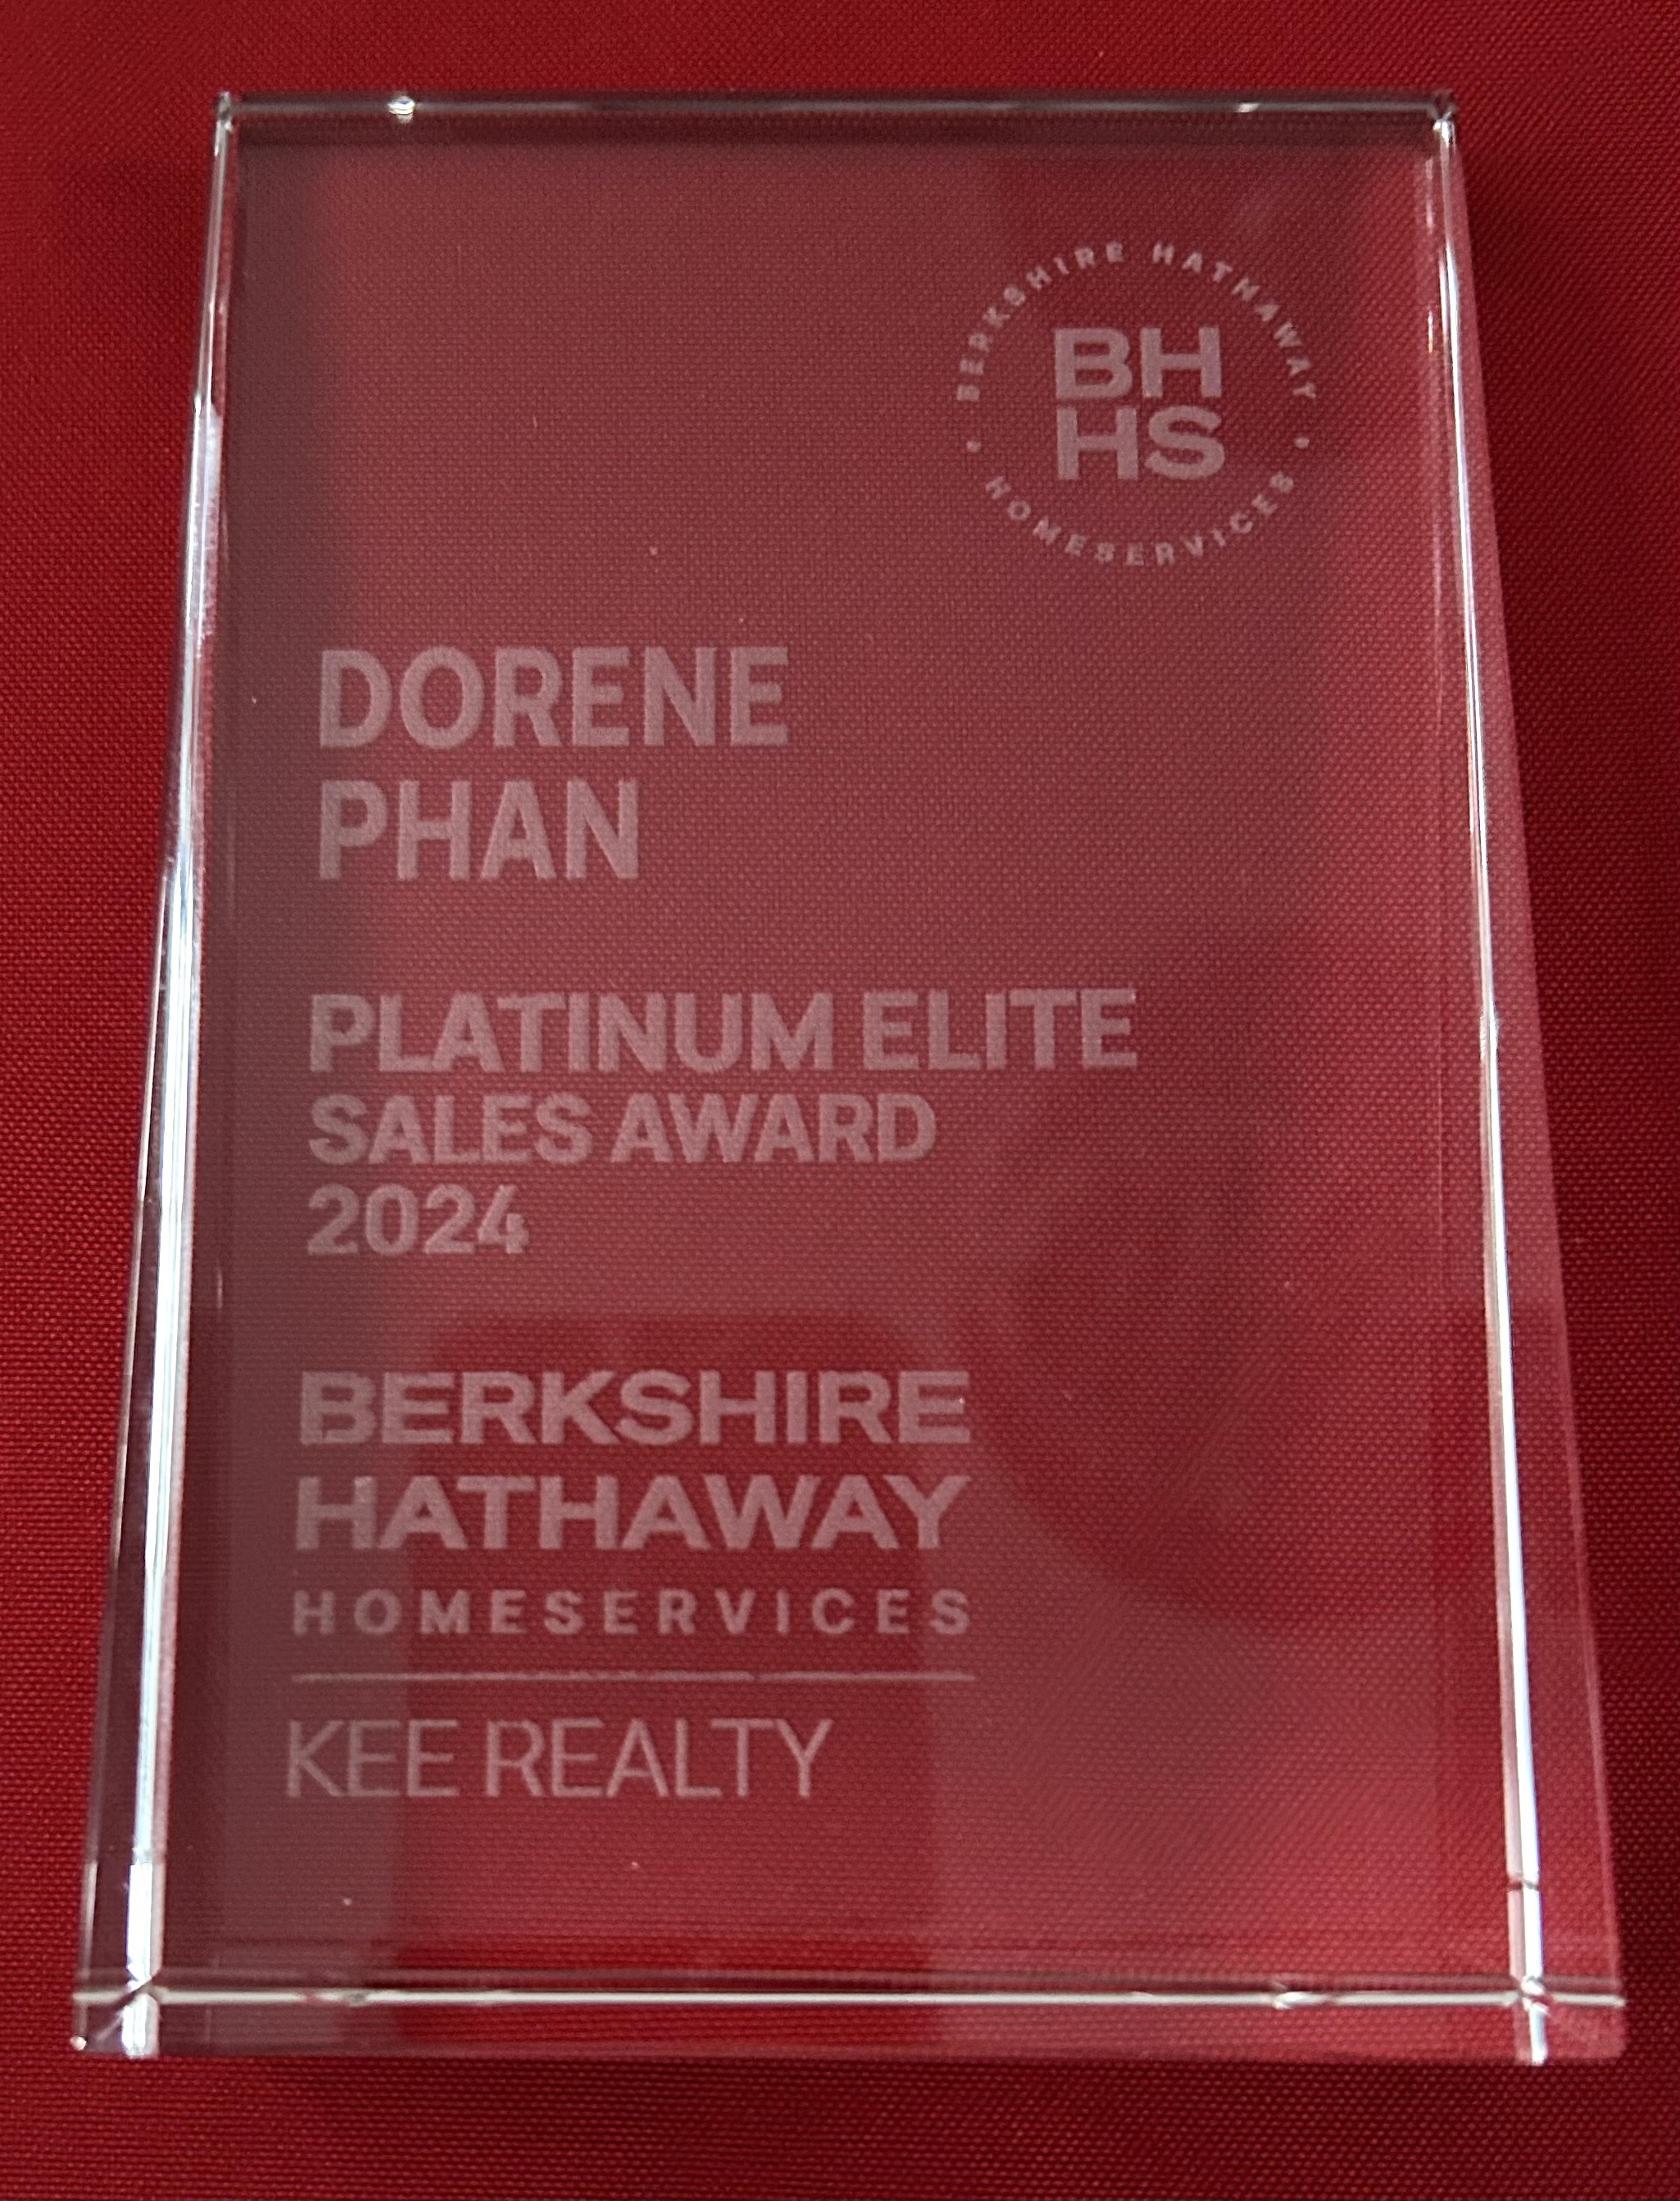 BERKSHIRE HATHAWAY
BH
HS
• HOMESERVICES •
DORENE
PHAN
PLATINUM ELITE
SALES AWARD
2024
BERKSHIRE
HATHAWAY
HOMESERVICES
KEE REALTY